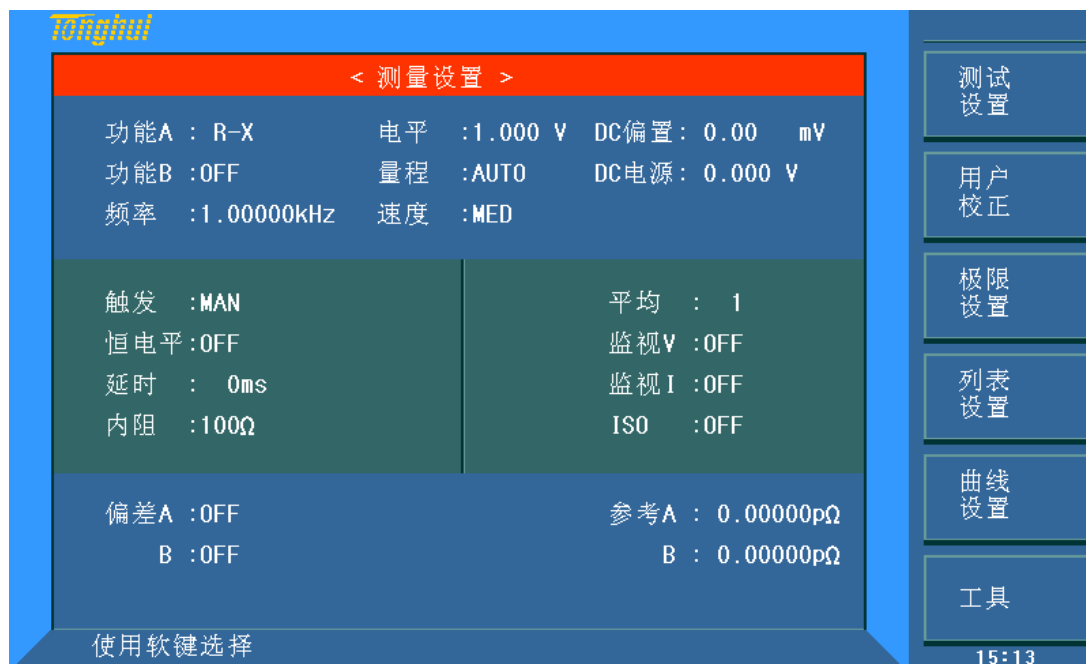 Tonghui
< 测量设置 >
功能A : R-X 电平 :1.000 V DC偏置: 0.00 mV
功能B :OFF 量程 :AUTO DC电源: 0.000 V
频率 :1.00000kHz 速度 :MED
触发 :MAN 平均 : 1
恒电平:OFF 监视V :OFF
延时 : 0ms 监视I :OFF
内阻 :100Ω ISO :OFF
偏差A :OFF 参考A : 0.00000pΩ
B :OFF B : 0.00000pΩ
使用软键选择
测试
设置
用户
校正
极限
设置
列表
设置
曲线
设置
工具
15:13